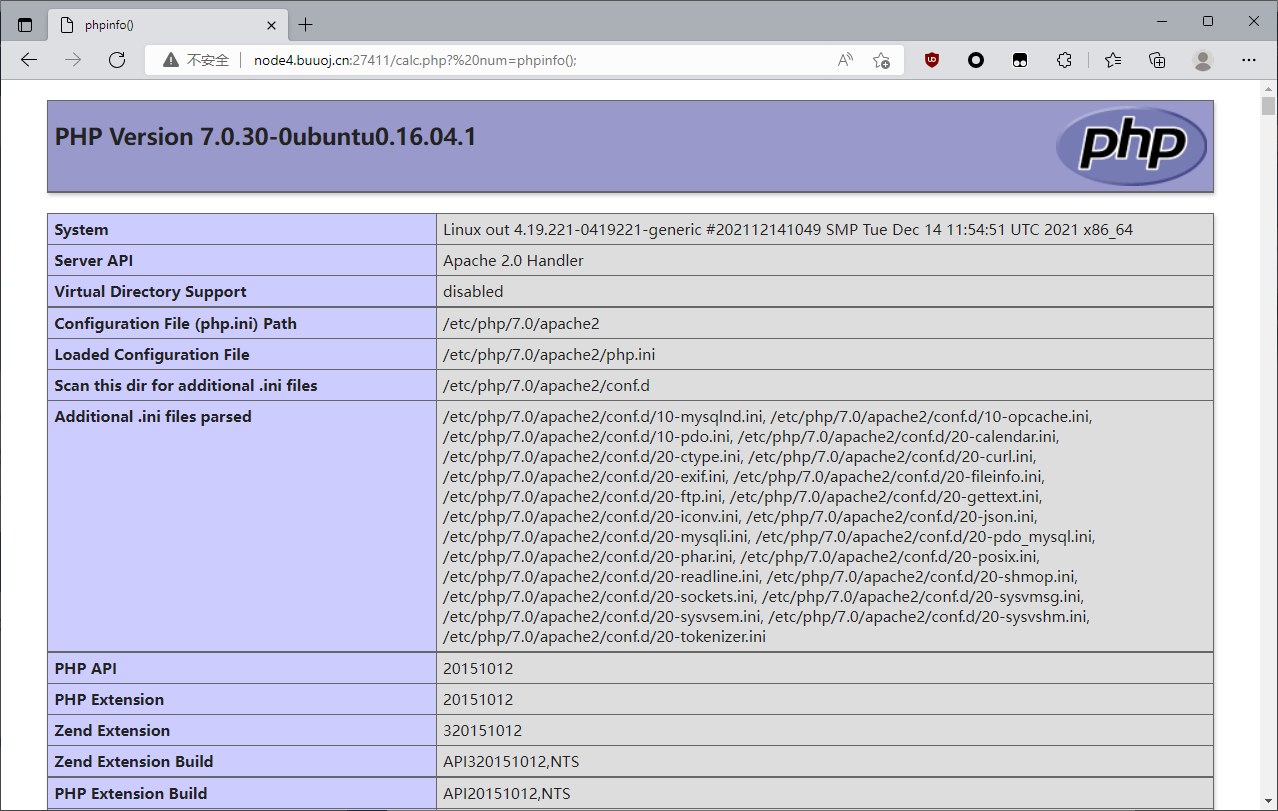 phpinfo()
不安全
node4.buuoj.cn:27411/calc.php?%20num=phpinfo();
PHP Version 7.0.30-0ubuntu0.16.04.1
php
System Linux out 4.19.221-0419221-generic #202112141049 SMP Tue Dec 14 11:54:51 UTC 2021 x86_64
Server API Apache 2.0 Handler
Virtual Directory Support disabled
Configuration File (php.ini) Path /etc/php/7.0/apache2
Loaded Configuration File /etc/php/7.0/apache2/php.ini
Scan this dir for additional .ini files /etc/php/7.0/apache2/conf.d
Additional .ini files parsed /etc/php/7.0/apache2/conf.d/10-mysqlnd.ini, /etc/php/7.0/apache2/conf.d/10-opcache.ini,
/etc/php/7.0/apache2/conf.d/10-pdo.ini, /etc/php/7.0/apache2/conf.d/20-calendar.ini,
/etc/php/7.0/apache2/conf.d/20-ctype.ini, /etc/php/7.0/apache2/conf.d/20-curl.ini,
/etc/php/7.0/apache2/conf.d/20-exif.ini, /etc/php/7.0/apache2/conf.d/20-fileinfo.ini,
/etc/php/7.0/apache2/conf.d/20-ftp.ini, /etc/php/7.0/apache2/conf.d/20-gettext.ini,
/etc/php/7.0/apache2/conf.d/20-iconv.ini, /etc/php/7.0/apache2/conf.d/20-json.ini,
/etc/php/7.0/apache2/conf.d/20-mysqli.ini, /etc/php/7.0/apache2/conf.d/20-pdo_mysql.ini,
/etc/php/7.0/apache2/conf.d/20-phar.ini, /etc/php/7.0/apache2/conf.d/20-posix.ini,
/etc/php/7.0/apache2/conf.d/20-readline.ini, /etc/php/7.0/apache2/conf.d/20-shmop.ini,
/etc/php/7.0/apache2/conf.d/20-sockets.ini, /etc/php/7.0/apache2/conf.d/20-sysvmsg.ini,
/etc/php/7.0/apache2/conf.d/20-sysvsem.ini, /etc/php/7.0/apache2/conf.d/20-sysvshm.ini,
/etc/php/7.0/apache2/conf.d/20-tokenizer.ini
PHP API 20151012
PHP Extension 20151012
Zend Extension 320151012
Zend Extension Build API320151012,NTS
PHP Extension Build API20151012,NTS